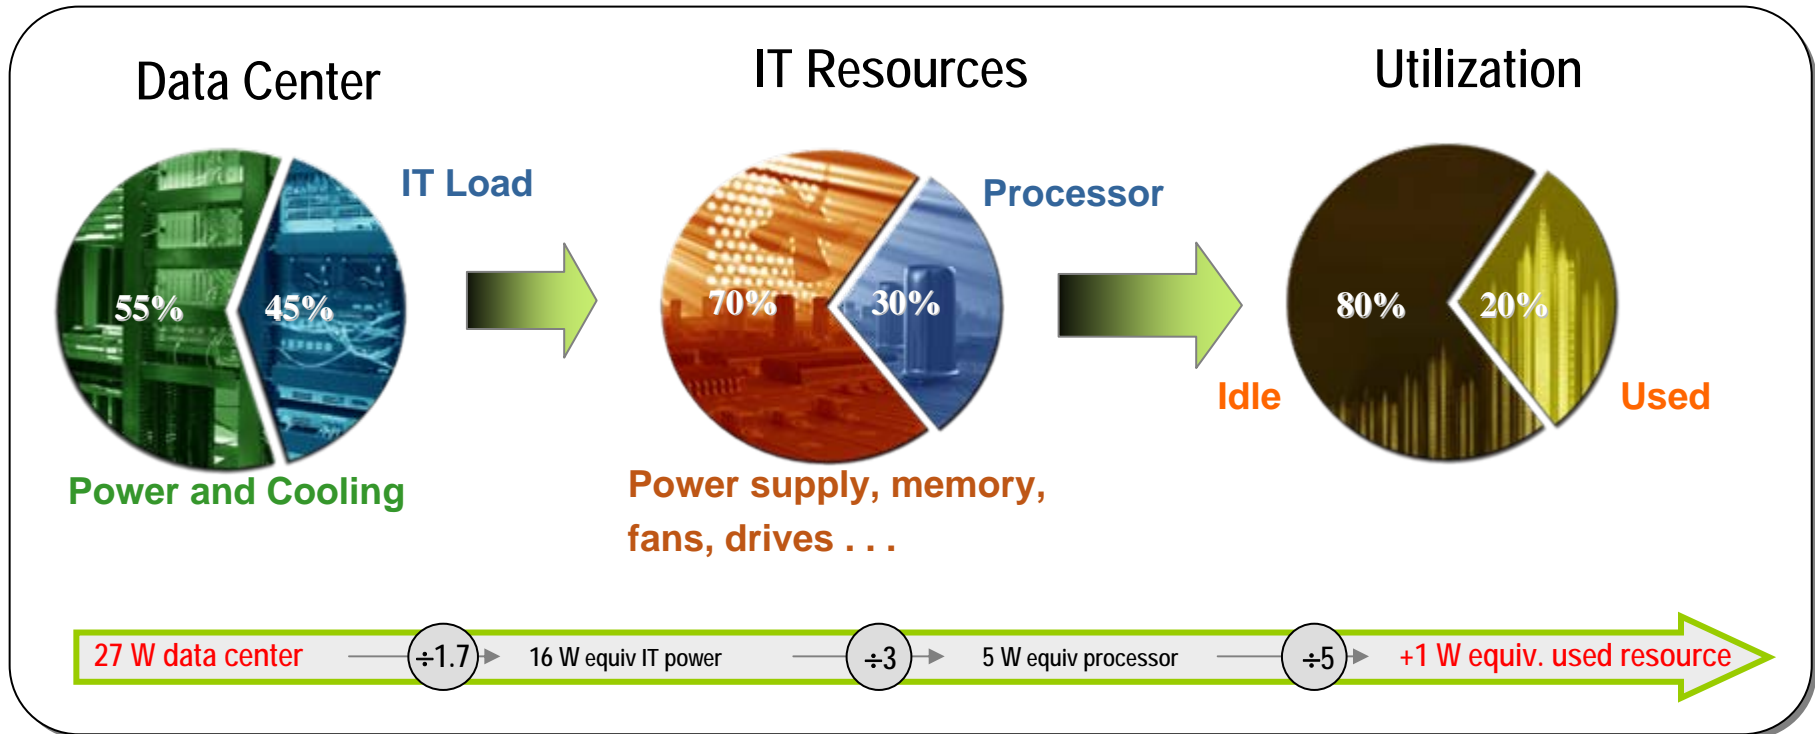 Data Center
IT Resources
Utilization
IT Load
Processor
55%
45%
70%
30%
80%
20%
Idle
Used
Power and Cooling
Power supply, memory,
fans, drives . . .
27 W data center
÷1.7
16 W equiv IT power
÷3
5 W equiv processor
÷5
+1 W equiv. used resource